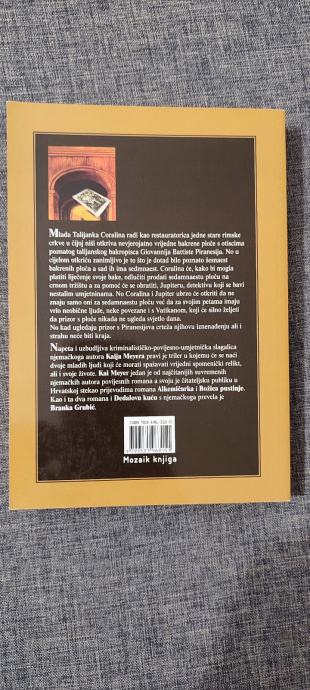 Mlada Talijanka Coralina radi kao restauratorica jedne stare rimske
crkve u čijoj niši otkriva nevjerojatno vrijedne bakrene ploče s otiscima
poznatog talijanskog bakropisca Giovannija Battiste Piranesija. No u
cijelom otkriću zanimljivo je to što je dotad bilo poznato šesnaest
bakrenih ploča a sad ih ima sedmnaest. Coralina će, kako bi mogla
platiti liječenje svoje bake, odlučiti prodati sedamnaestu ploču na
crnom tržištu a za pomoć će se obratiti, Jupiteru, detektivu koji se bavi
nestalim umjetninama. No Coralina i Jupiter ubrzo će otkriti da ne
znaju samo oni za sedamnaestu ploču već da za svojim petama imaju
vrlo neobične ljude, neke povezane i s Vatikanom, koji će silno željeti
da prizor s ploče nikada ne ugleda svjetlo dana.
No kad ugledaju prizor s Piranesijeva crteža njihovu iznenađenju ali i
strahu neće biti kraja.
Napeta i uzbudljiva kriminalističko-povijesno-umjetnička slagalica
njemačkoga autora Kaija Meyera pravi je triler u kojemu će se naći
dvoje mladih ljudi koji će morati spašavati vrijedni spomenički relikt,
ali i svoje živote. Kai Meyer jedan je od najčitanijih suvremenih
njemačkih autora povijesnih romana a svoju je čitateljsku publiku u
Hrvatskoj stekao prijevodima romana Alkemičarka i Božica pustinje.
Kao i ta dva romana i Dedalovu kuću s njemačkoga prevela je
Branka Grubić.
Mozaik knjiga